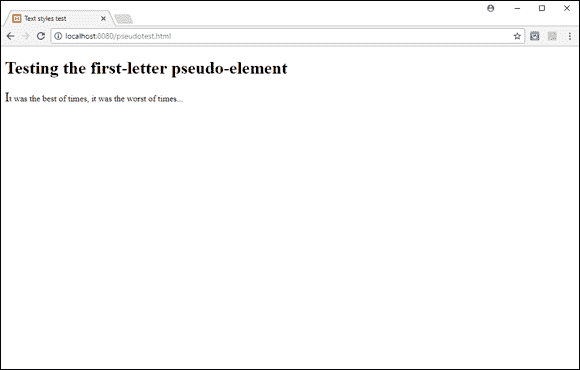 Text styles test
localhost:8080/pseudotest.html
Testing the first-letter pseudo-element
It was the best of times, it was the worst of times...